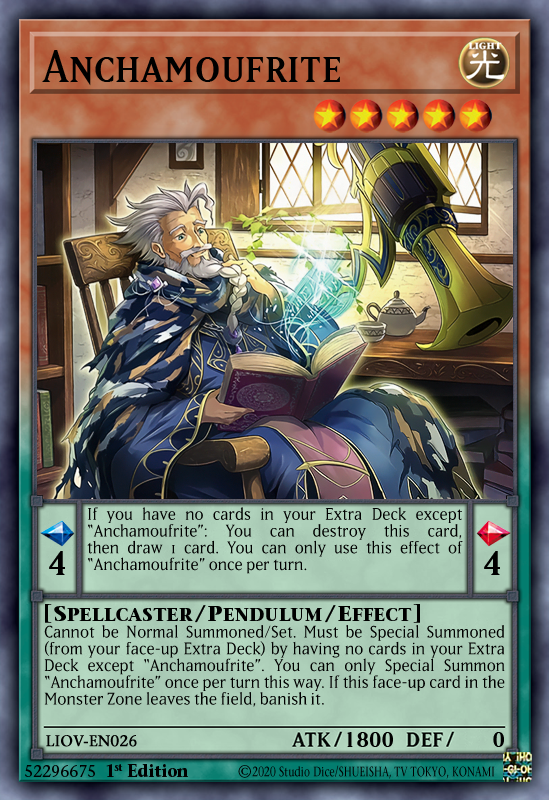 ANCHAMOUFRITE
LIGHT
光
If you have no cards in your Extra Deck except
"Anchamoufrite": You can destroy this card,
then draw 1 card. You can only use this effect of
"Anchamoufrite" once per turn.
4
4
[SPELLCASTER/PENDULUM/EFFECT]
Cannot be Normal Summoned/Set. Must be Special Summoned
(from your face-up Extra Deck) by having no cards in your Extra
Deck except "Anchamoufrite". You can only Special Summon
"Anchamoufrite" once per turn this way. If this face-up card in the
Monster Zone leaves the field, banish it.
LIOV-EN026 ATK/1800 DEF/ 0
52296675 1st Edition ©2020 Studio Dice/SHUEISHA, TV TOKYO, KONAMI